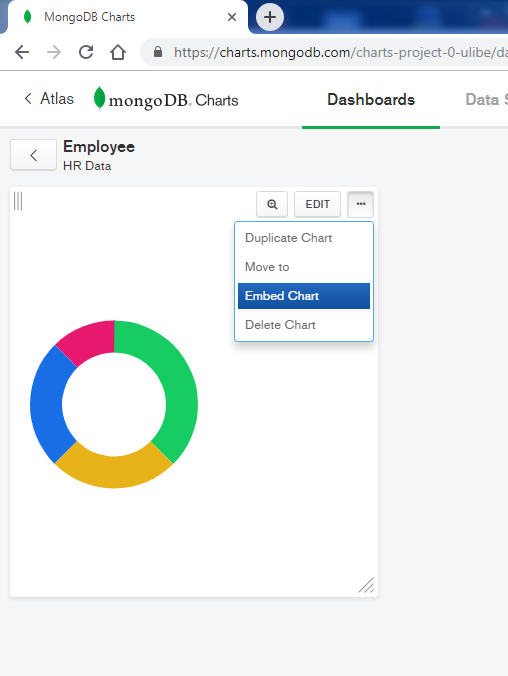 MongoDB Charts
https://charts.mongodb.com/charts-project-0-ulibe/da
Atlas
mongoDB. Charts
Dashboards
Data S
Employee
HR Data
EDIT
Duplicate Chart
Move to
Embed Chart
Delete Chart